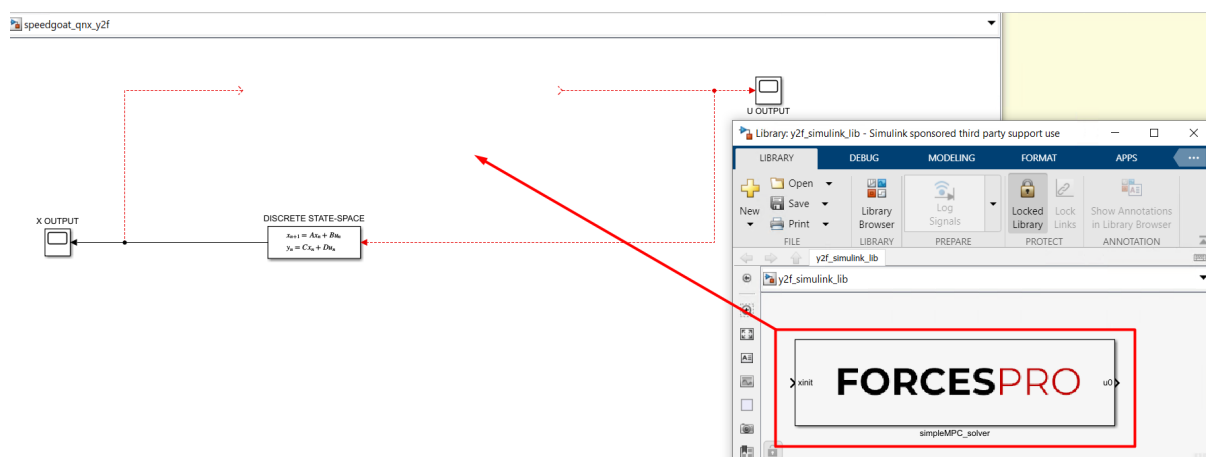 speedgoat_qnx_y2f
U OUTPUT
X OUTPUT
DISCRETE STATE-SPACE
xₙ₊₁ = Axₙ + Buₙ
yₙ = Cxₙ + Duₙ
Library: y2f_simulink_lib - Simulink sponsored third party support use
LIBRARY DEBUG MODELING FORMAT APPS
New
Open
Save
Print
Library Browser
Log Signals
Locked Library
Lock Links
Show Annotations in Library Browser
FILE LIBRARY PREPARE PROTECT ANNOTATION
y2f_simulink_lib
y2f_simulink_lib
xinit FORCESPRO u0
simpleMPC_solver